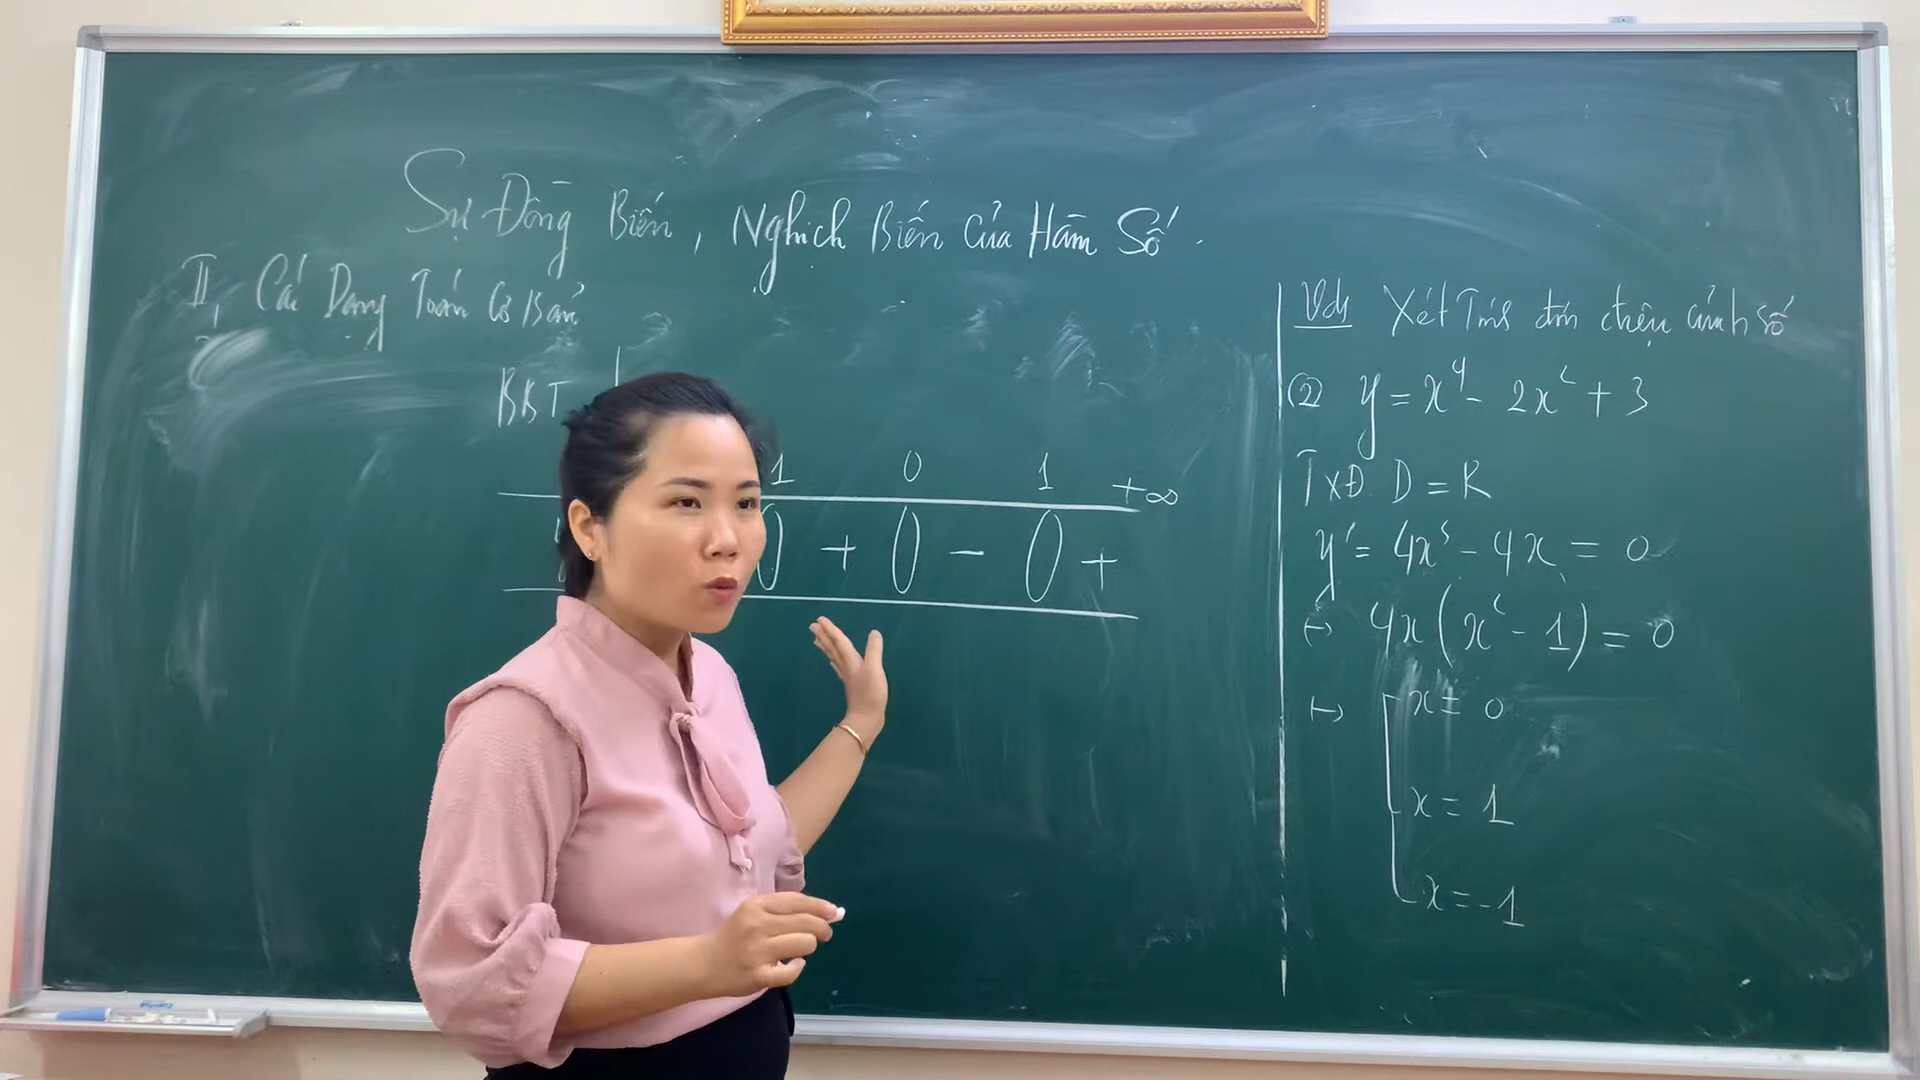 Sự Đồng Biến, Nghịch Biến Của Hàm Số.
II, Các Dạng Toán Cơ Bản
BBT
1 0 1 +∞
0 + 0 - 0 +
Vd: Xét Tính đơn điệu của h số
(2) y = x⁴ - 2x² + 3
TXĐ D = R
y' = 4x³ - 4x = 0
↔ 4x(x² - 1) = 0
↔ x = 0
x = 1
x = -1